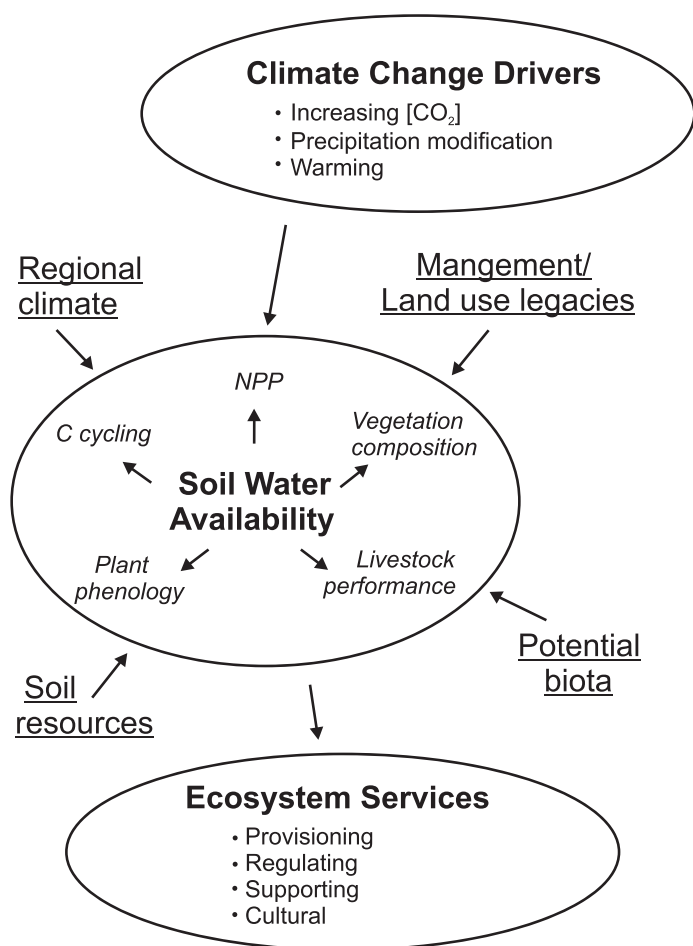 Climate Change Drivers
• Increasing [CO₂]
• Precipitation modification
• Warming
Regional
climate
Mangement/
Land use legacies
NPP
C cycling
Vegetation
composition
Soil Water
Availability
Plant
phenology
Livestock
performance
Potential
biota
Soil
resources
Ecosystem Services
• Provisioning
• Regulating
• Supporting
• Cultural